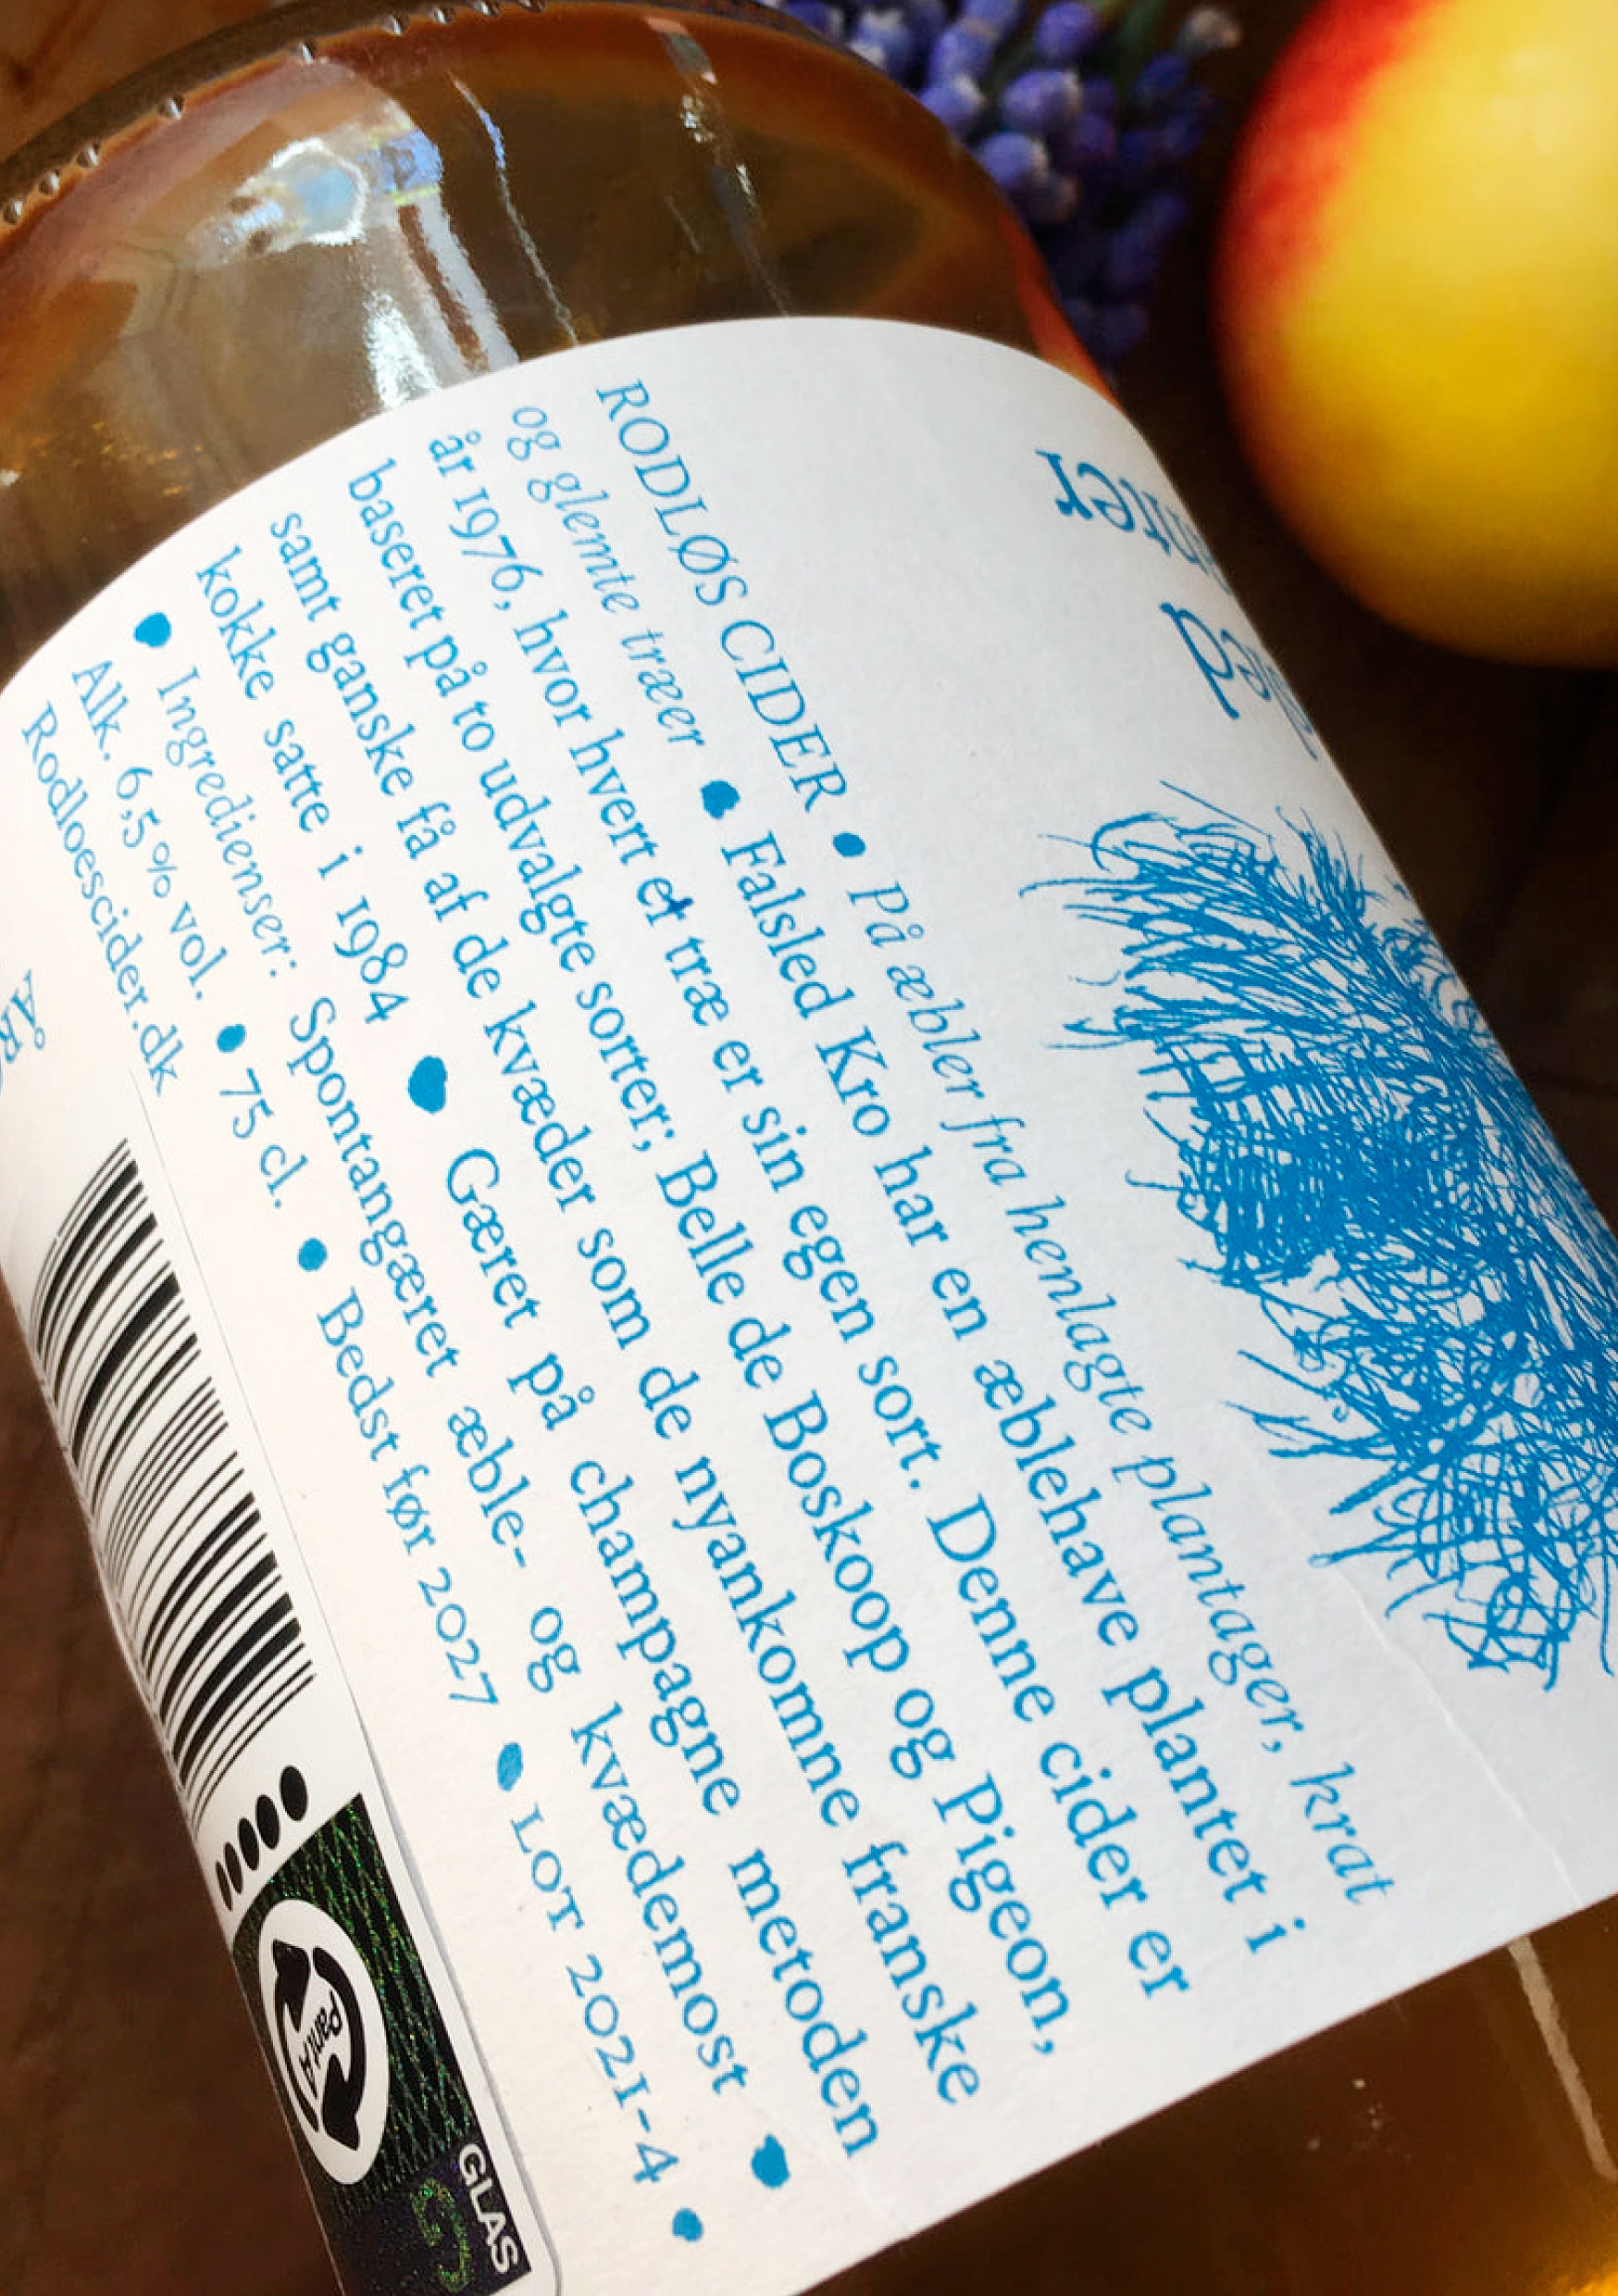 RODLØS CIDER • På æbler fra henlagte plantager, krat
og glemte træer • Falsled Kro har en æblehave plantet i
år 1976, hvor hvert et træ er sin egen sort. Denne cider er
baseret på to udvalgte sorter; Belle de Boskoop og Pigeon,
samt ganske få af de kvæder som de nyankomne franske
kokke satte i 1984 • Gæret på champagne metoden
• Ingredienser: Spontangæret æble- og kvædemost •
Alk. 6,5 % vol. • 75 cl. • Bedst før 2027 • LOT 2021-4 •
Rodloescider.dk
Pant A
GLAS